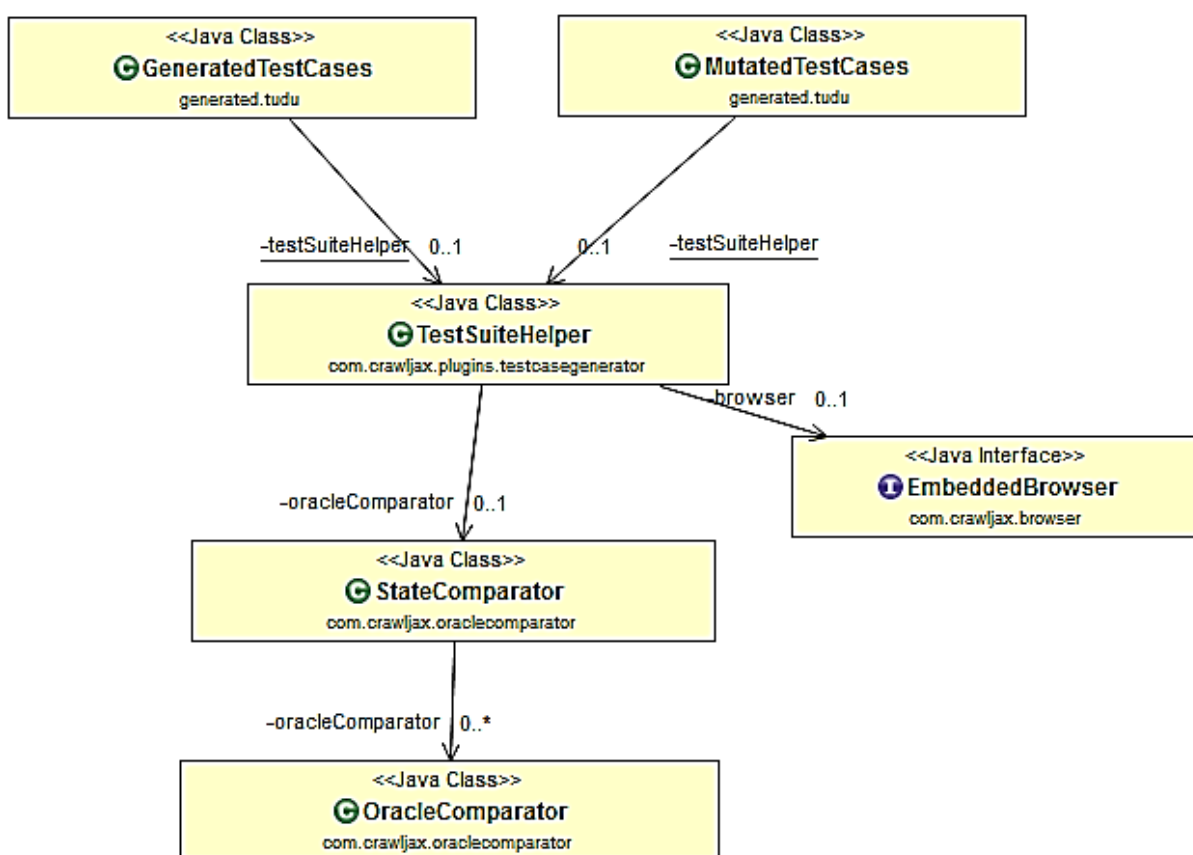 <<Java Class>>
GeneratedTestCases
generated.tudu
<<Java Class>>
MutatedTestCases
generated.tudu
-testSuiteHelper 0..1
0..1 -testSuiteHelper
<<Java Class>>
TestSuiteHelper
com.crawljax.plugins.testcasegenerator
-browser 0..1
<<Java Interface>>
EmbeddedBrowser
com.crawljax.browser
-oracleComparator 0..1
<<Java Class>>
StateComparator
com.crawljax.oraclecomparator
-oracleComparator 0..*
<<Java Class>>
OracleComparator
com.crawljax.oraclecomparator